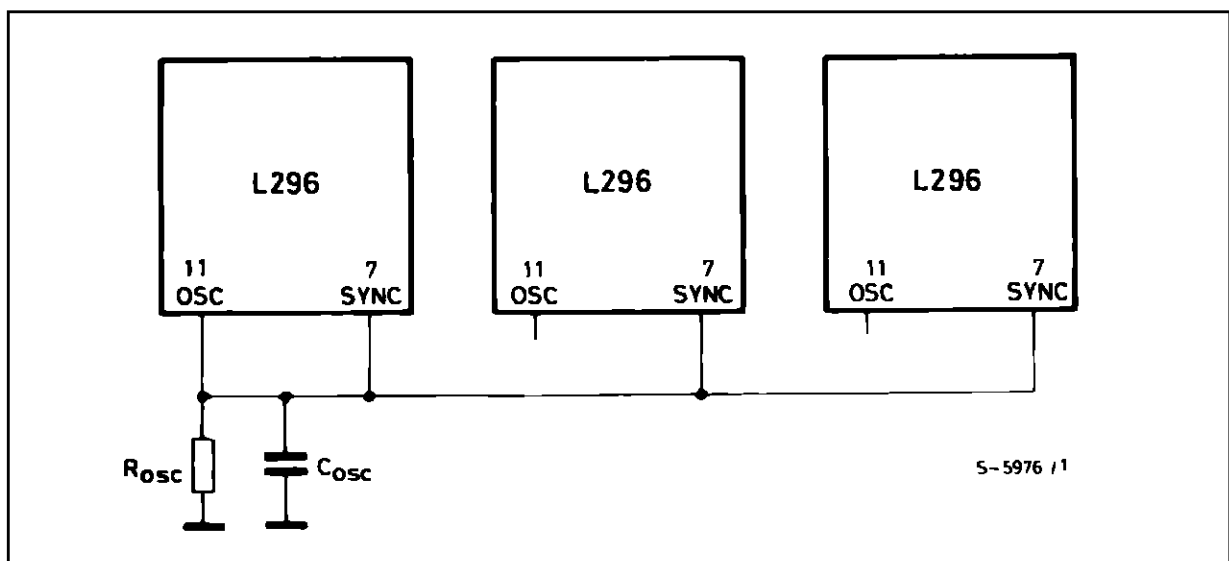 L296 L296 L296
11 7 11 7 11 7
OSC SYNC OSC SYNC OSC SYNC
Rosc Cosc
S-5976 /1